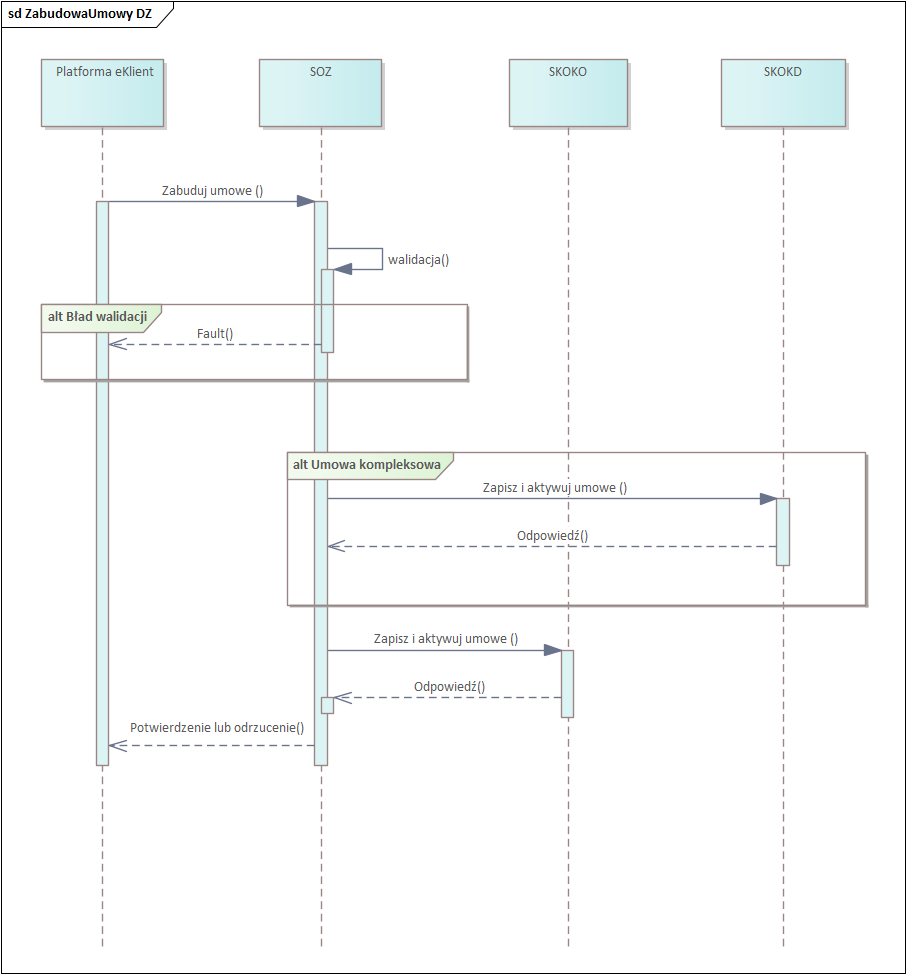 sd ZabudowaUmowy DZ
Platforma eKlient
SOZ
SKOKO
SKOKD
Zabuduj umowe ()
walidacja()
alt Bład walidacji
Fault()
alt Umowa kompleksowa
Zapisz i aktywuj umowe ()
Odpowiedź()
Zapisz i aktywuj umowe ()
Odpowiedź()
Potwierdzenie lub odrzucenie()